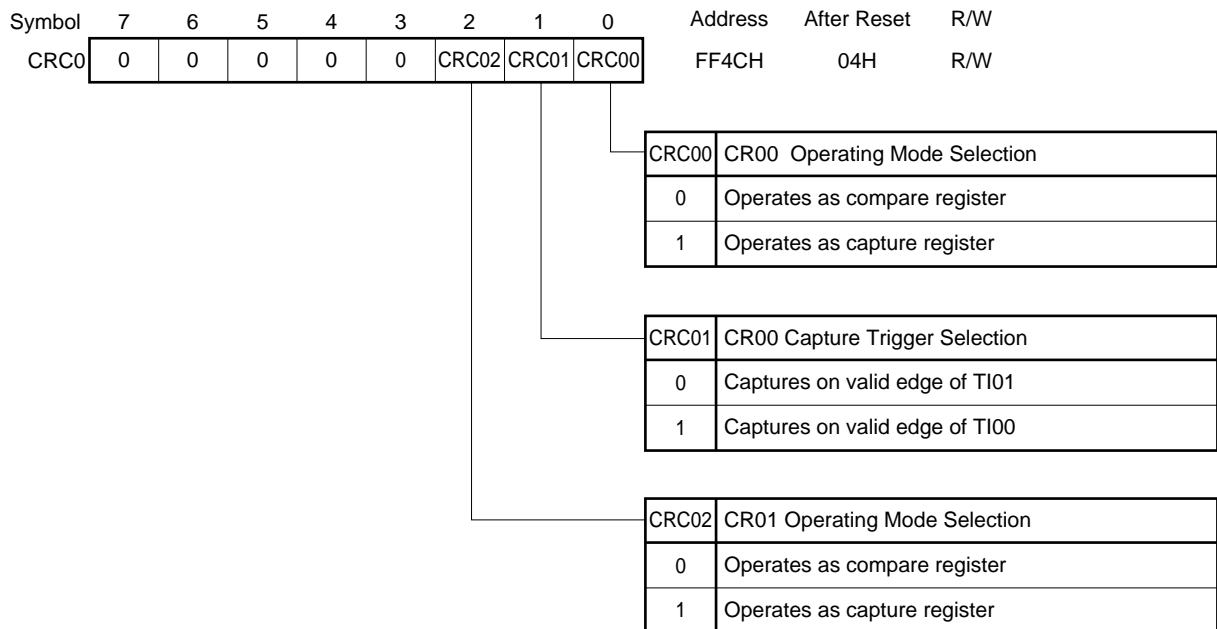 Symbol 7 6 5 4 3 2 1 0 Address After Reset R/W
CRC0 0 0 0 0 0 CRC02 CRC01 CRC00 FF4CH 04H R/W
CRC00 CR00 Operating Mode Selection
0 Operates as compare register
1 Operates as capture register
CRC01 CR00 Capture Trigger Selection
0 Captures on valid edge of TI01
1 Captures on valid edge of TI00
CRC02 CR01 Operating Mode Selection
0 Operates as compare register
1 Operates as capture register